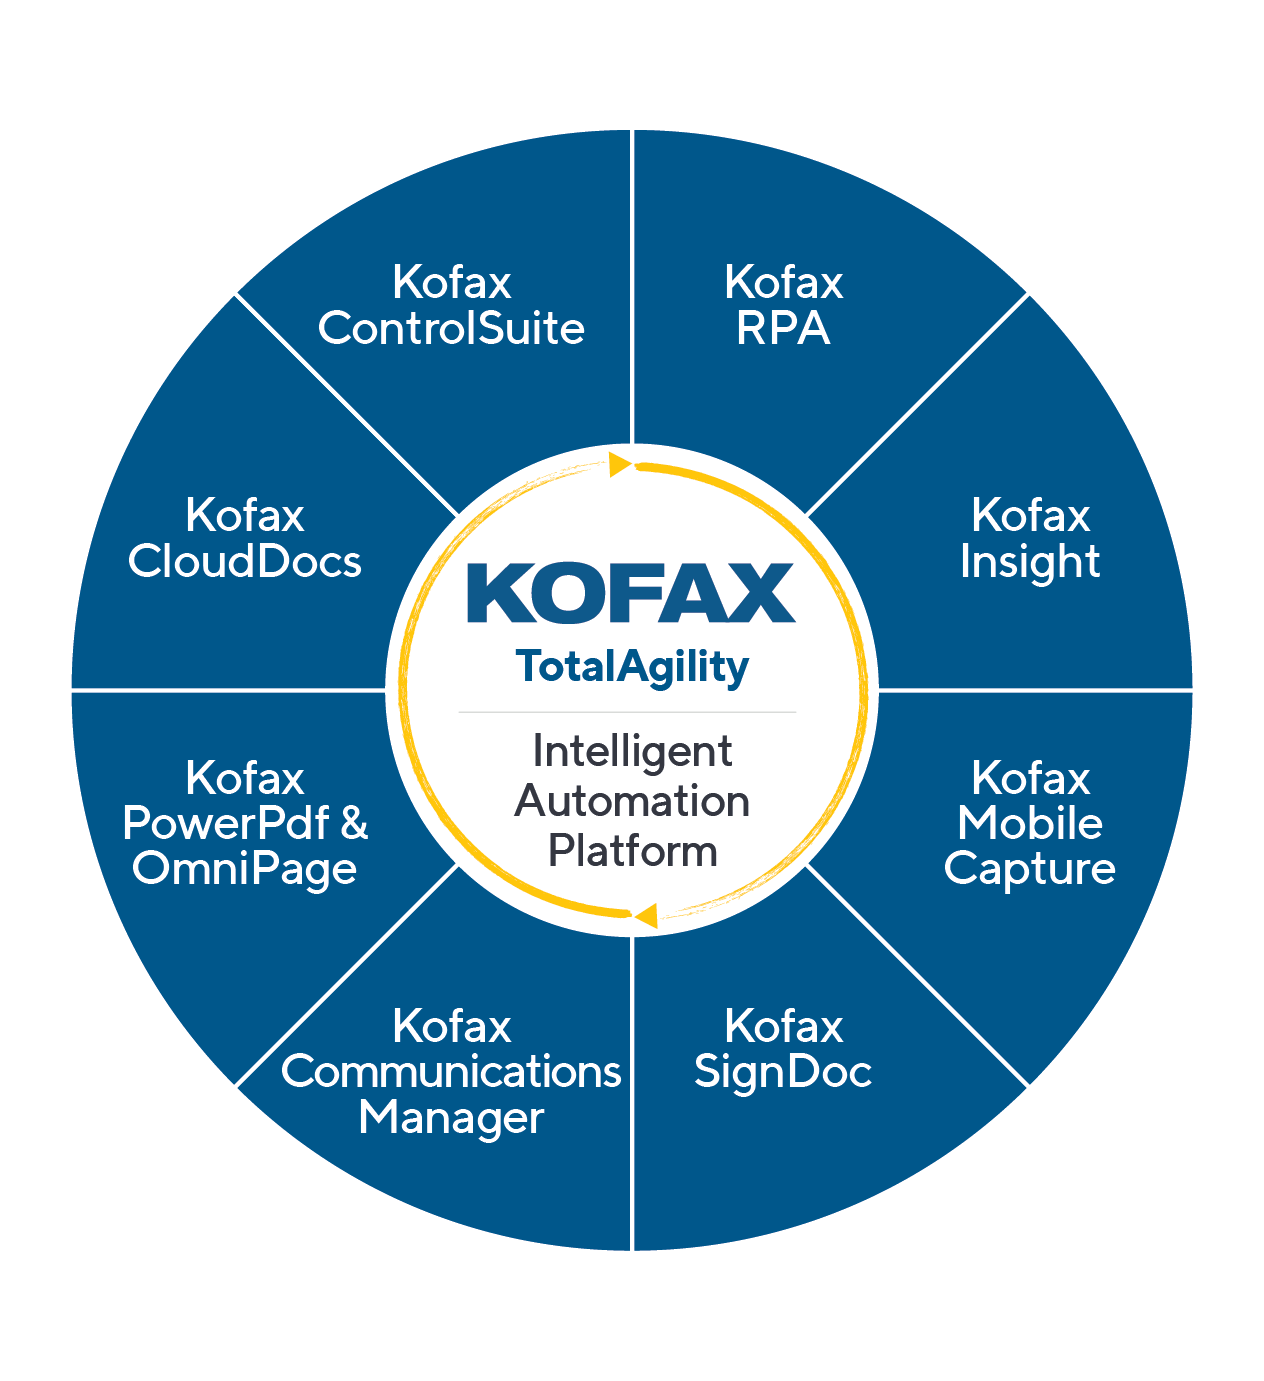 Kofax
ControlSuite
Kofax
RPA
Kofax
CloudDocs
Kofax
Insight
KOFAX
TotalAgility
Intelligent
Automation
Platform
Kofax
PowerPdf &
OmniPage
Kofax
Mobile
Capture
Kofax
Communications
Manager
Kofax
SignDoc